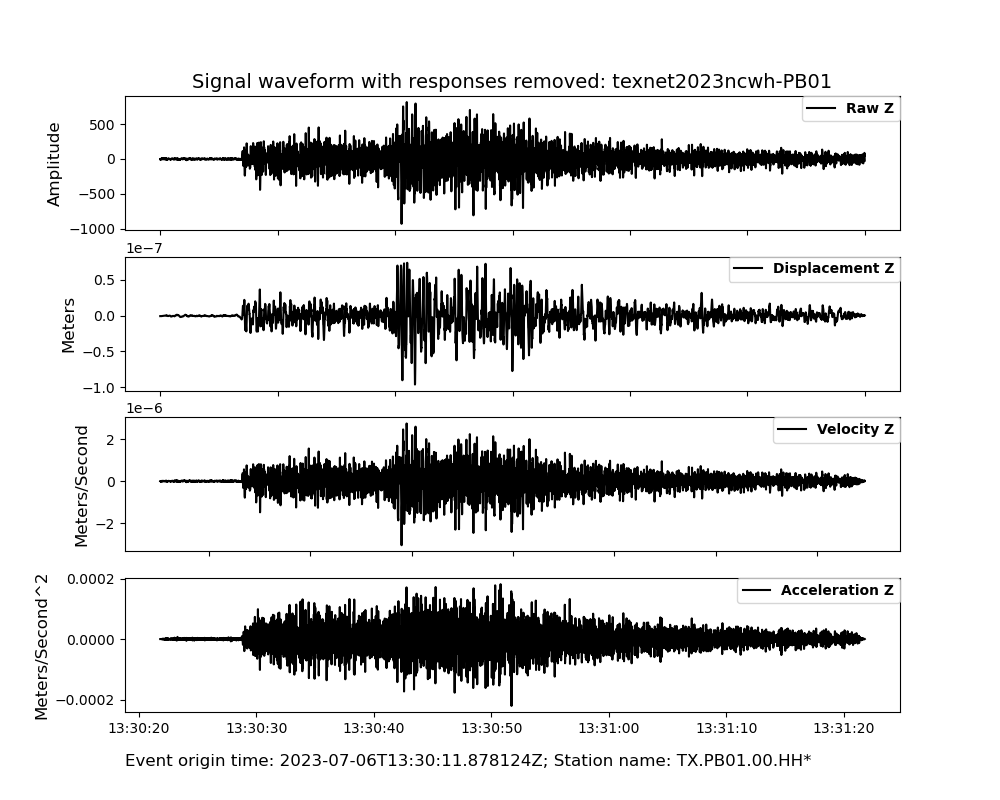 Signal waveform with responses removed: texnet2023ncwh-PB01
Raw Z
Amplitude
500
0
−500
−1000
1e−7
Displacement Z
Meters
0.5
0.0
−0.5
−1.0
1e−6
Velocity Z
Meters/Second
2
0
−2
Acceleration Z
Meters/Second^2
0.0002
0.0000
−0.0002
13:30:20 13:30:30 13:30:40 13:30:50 13:31:00 13:31:10 13:31:20
Event origin time: 2023-07-06T13:30:11.878124Z; Station name: TX.PB01.00.HH*